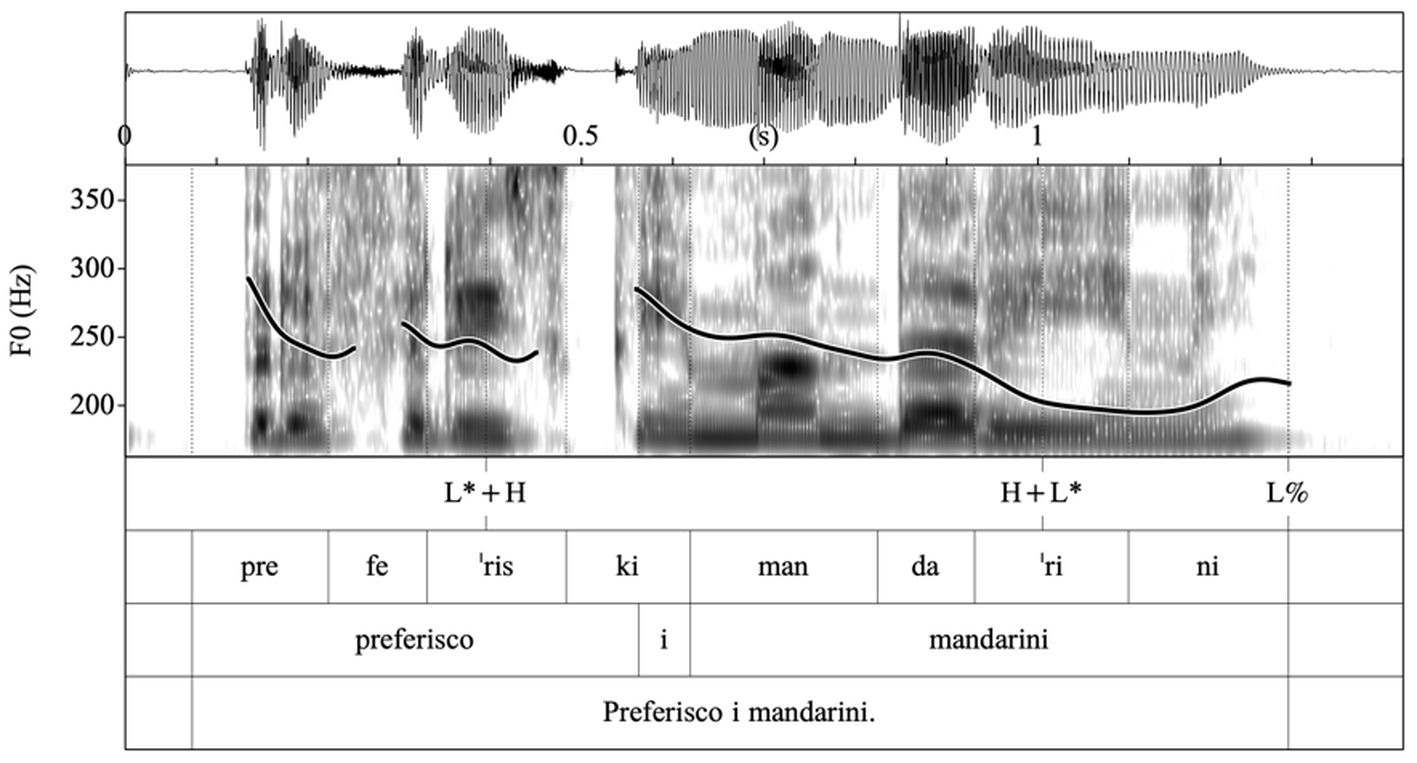 0 0.5 (s) 1
350
300
250
200
F0 (Hz)
L*+H H+L* L%
pre fe ˈris ki man da ˈri ni
preferisco i mandarini
Preferisco i mandarini.